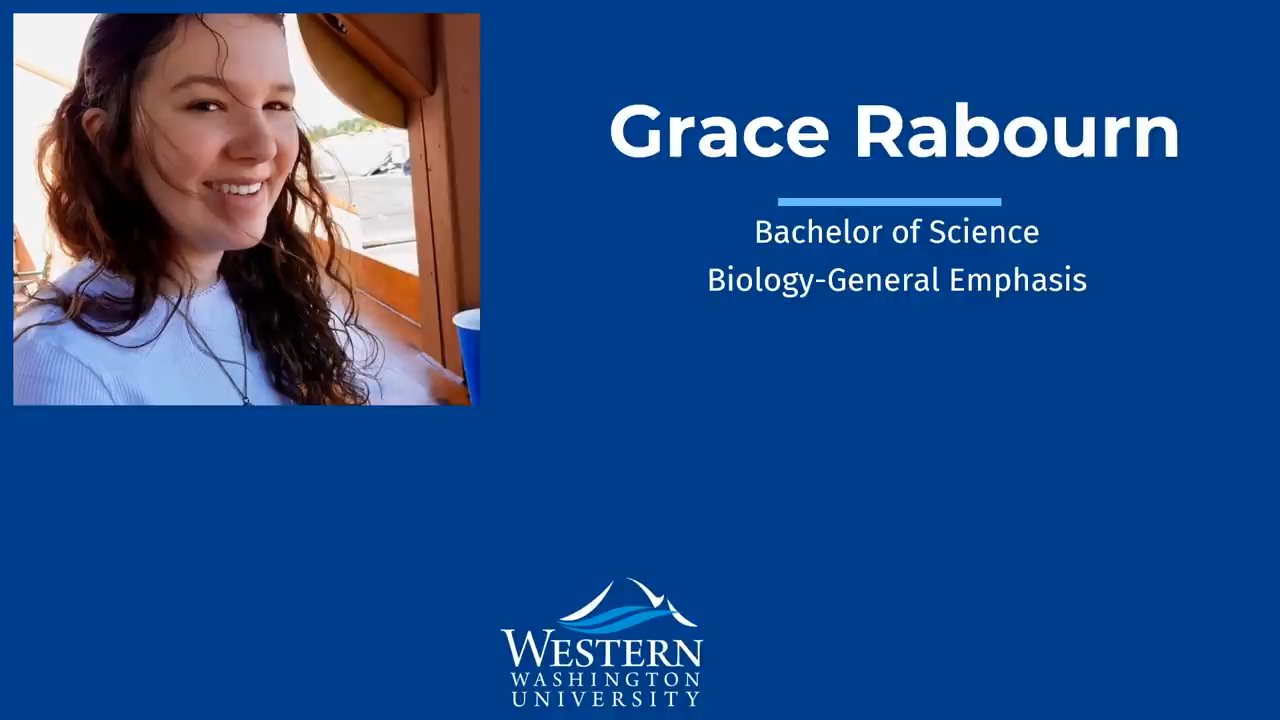 Grace Rabourn
Bachelor of Science
Biology-General Emphasis
WESTERN
WASHINGTON
UNIVERSITY